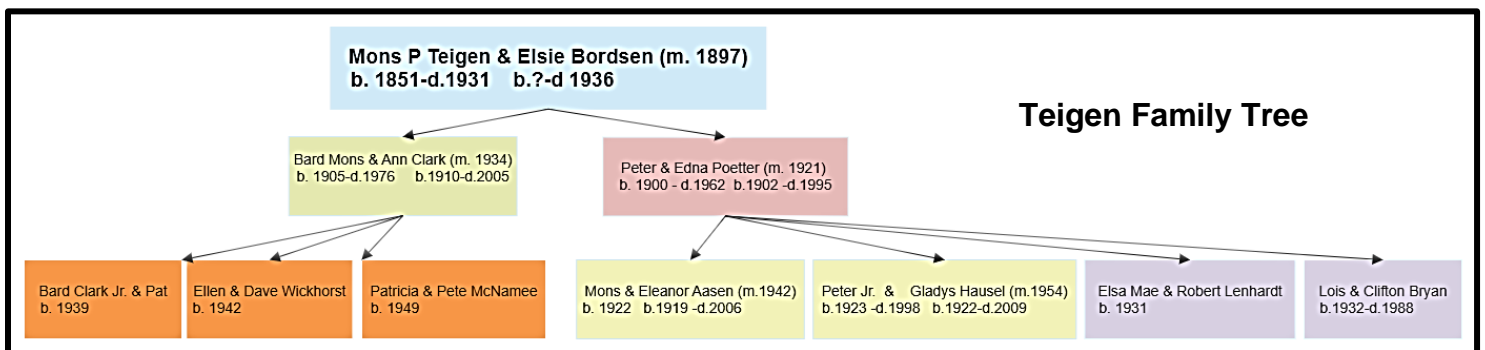 Mons P Teigen & Elsie Bordsen (m. 1897)
b. 1851-d.1931 b.?-d 1936
Teigen Family Tree
Bard Mons & Ann Clark (m. 1934)
b. 1905-d.1976 b.1910-d.2005
Peter & Edna Poetter (m. 1921)
b. 1900 - d.1962 b.1902 -d.1995
Bard Clark Jr. & Pat
b. 1939
Ellen & Dave Wickhorst
b. 1942
Patricia & Pete McNamee
b. 1949
Mons & Eleanor Aasen (m.1942)
b. 1922 b.1919 -d.2006
Peter Jr. & Gladys Hausel (m.1954)
b.1923 -d.1998 b.1922-d.2009
Elsa Mae & Robert Lenhardt
b. 1931
Lois & Clifton Bryan
b.1932-d.1988